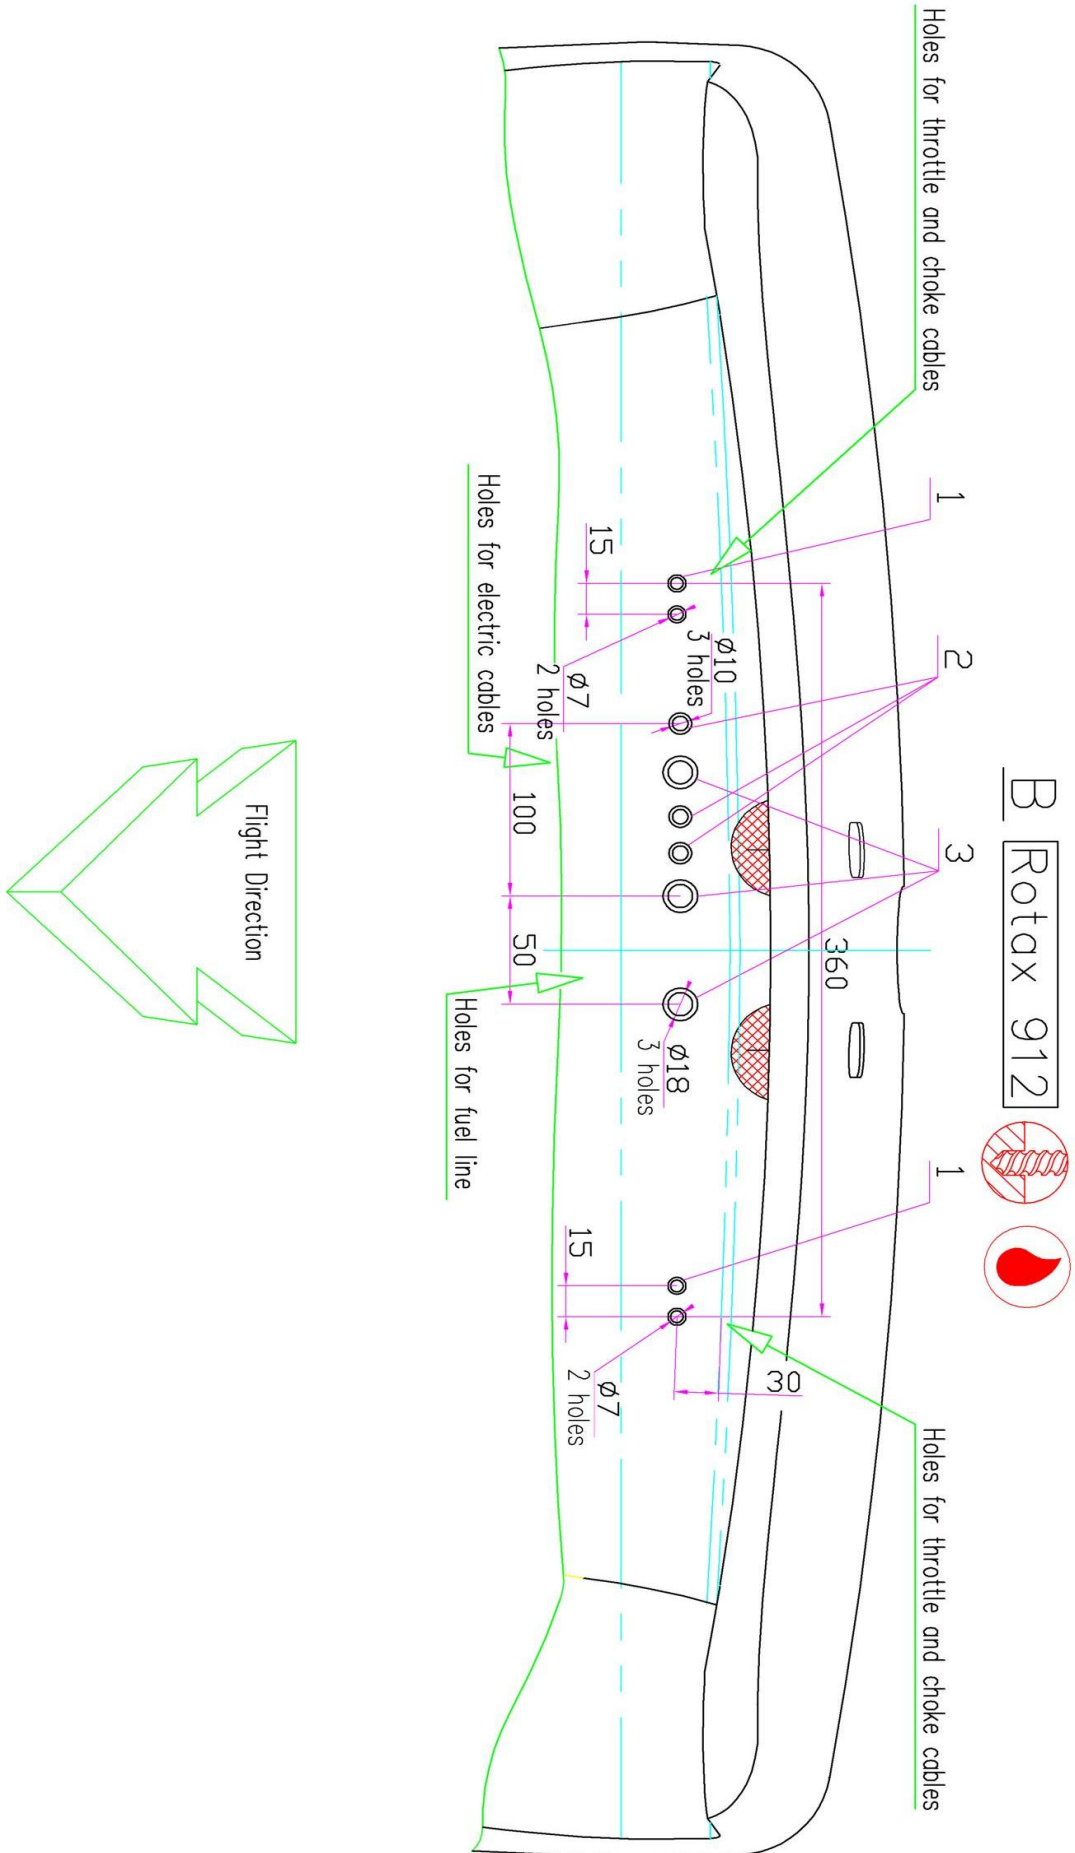 B Rotax 912
Holes for throttle and choke cables
Holes for throttle and choke cables
1
2
3
1
360
30
15
Ø7
2 holes
Ø10
3 holes
100
50
Ø18
3 holes
15
Ø7
2 holes
Holes for electric cables
Holes for fuel line
Flight Direction